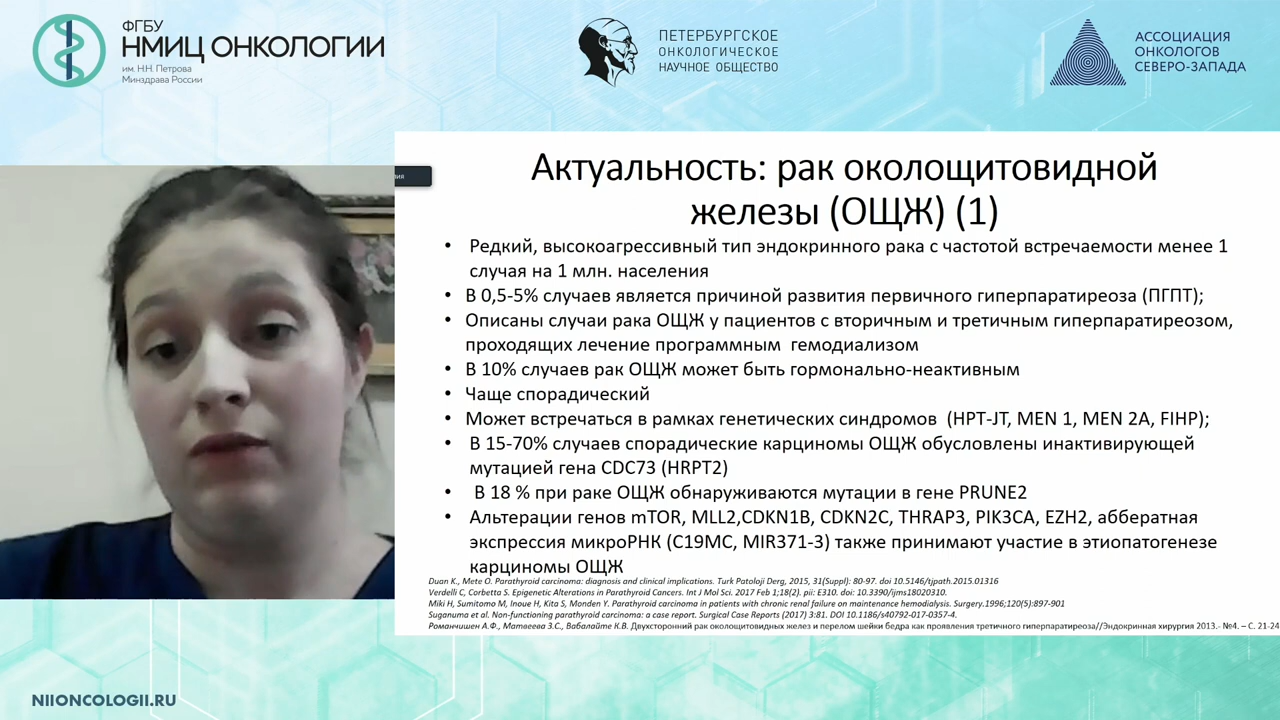 ФГБУ
НМИЦ ОНКОЛОГИИ
им. Н.Н. Петрова
Минздрава России
ПЕТЕРБУРГСКОЕ
ОНКОЛОГИЧЕСКОЕ
НАУЧНОЕ ОБЩЕСТВО
АССОЦИАЦИЯ
ОНКОЛОГОВ
СЕВЕРО-ЗАПАДА
Актуальность: рак околощитовидной
железы (ОЩЖ) (1)
• Редкий, высокоагрессивный тип эндокринного рака с частотой встречаемости менее 1
случая на 1 млн. населения
• В 0,5-5% случаев является причиной развития первичного гиперпаратиреоза (ПГПТ);
• Описаны случаи рака ОЩЖ у пациентов с вторичным и третичным гиперпаратиреозом,
проходящих лечение программным гемодиализом
• В 10% случаев рак ОЩЖ может быть гормонально-неактивным
• Чаще спорадический
• Может встречаться в рамках генетических синдромов (HPT-JT, MEN 1, MEN 2A, FIHP);
• В 15-70% случаев спорадические карциномы ОЩЖ обусловлены инактивирующей
мутацией гена CDC73 (HRPT2)
• В 18 % при раке ОЩЖ обнаруживаются мутации в гене PRUNE2
• Альтерации генов mTOR, MLL2,CDKN1B, CDKN2C, THRAP3, PIK3CA, EZH2, аббератная
экспрессия микроРНК (C19MC, MIR371-3) также принимают участие в этиопатогенезе
карциномы ОЩЖ
Duan K., Mete O. Parathyroid carcinoma: diagnosis and clinical implications. Turk Patoloji Derg, 2015, 31(Suppl): 80-97. doi 10.5146/tjpath.2015.01316
Verdelli C, Corbetta S. Epigenetic Alterations in Parathyroid Cancers. Int J Mol Sci. 2017 Feb 1;18(2). pii: E310. doi: 10.3390/ijms18020310.
Miki H, Sumitomo M, Inoue H, Kita S, Monden Y. Parathyroid carcinoma in patients with chronic renal failure on maintenance hemodialysis. Surgery.1996;120(5):897-901
Suganuma et al. Non-functioning parathyroid carcinoma: a case report. Surgical Case Reports (2017) 3:81. DOI 10.1186/s40792-017-0357-4.
Романчишен А.Ф., Матвеева З.С., Вабалайте К.В. Двухсторонний рак околощитовидных желез и перелом шейки бедра как проявления третичного гиперпаратиреоза//Эндокринная хирургия 2013.- №4. – С. 21-24
NIIONCOLOGII.RU